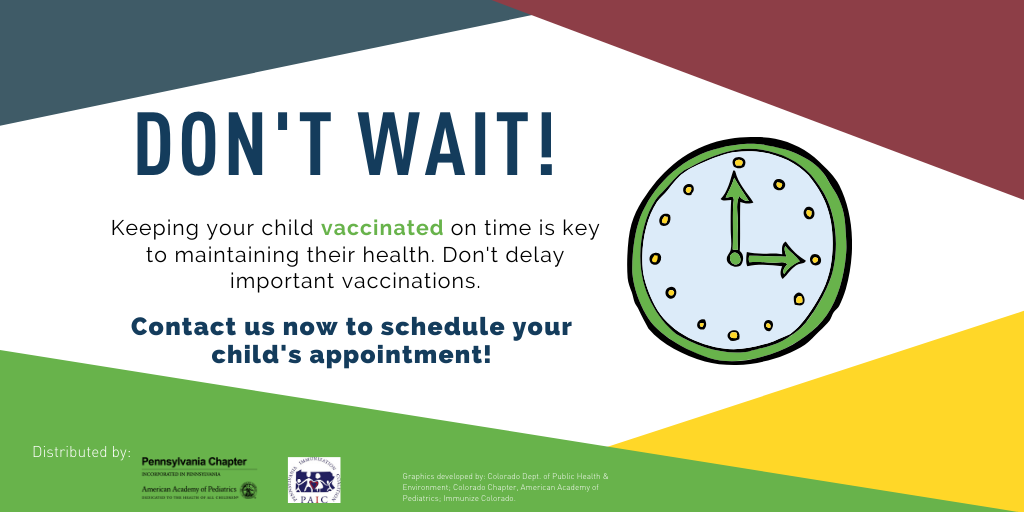 DON'T WAIT!
Keeping your child vaccinated on time is key
to maintaining their health. Don't delay
important vaccinations.
Contact us now to schedule your
child's appointment!
Distributed by:
Pennsylvania Chapter
INCORPORATED IN PENNSYLVANIA
American Academy of Pediatrics
DEDICATED TO THE HEALTH OF ALL CHILDREN
PENNSYLVANIA IMMUNIZATION COALITION
PAIC
Graphics developed by: Colorado Dept. of Public Health &
Environment; Colorado Chapter, American Academy of
Pediatrics; Immunize Colorado.